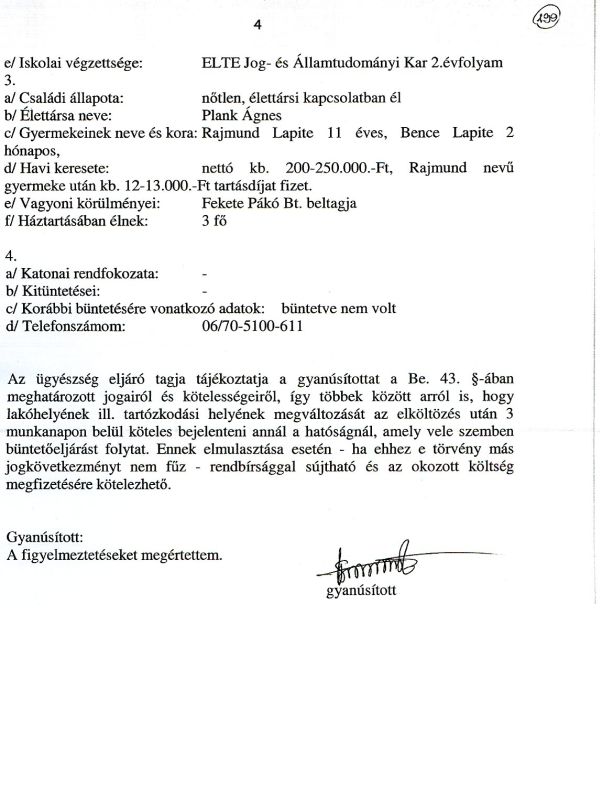 4
199
e/ Iskolai végzettsége: ELTE Jog- és Államtudományi Kar 2.évfolyam
3.
a/ Családi állapota: nőtlen, élettársi kapcsolatban él
b/ Élettársa neve: Plank Ágnes
c/ Gyermekeinek neve és kora: Rajmund Lapite 11 éves, Bence Lapite 2
hónapos,
d/ Havi keresete: nettó kb. 200-250.000.-Ft, Rajmund nevű
gyermeke után kb. 12-13.000.-Ft tartásdíjat fizet.
e/ Vagyoni körülményei: Fekete Pákó Bt. beltagja
f/ Háztartásában élnek: 3 fő
4.
a/ Katonai rendfokozata: -
b/ Kitüntetései: -
c/ Korábbi büntetésére vonatkozó adatok: büntetve nem volt
d/ Telefonszámom: 06/70-5100-611
Az ügyészség eljáró tagja tájékoztatja a gyanúsítottat a Be. 43. §-ában
meghatározott jogairól és kötelességeiről, így többek között arról is, hogy
lakóhelyének ill. tartózkodási helyének megváltozását az elköltözés után 3
munkanapon belül köteles bejelenteni annál a hatóságnál, amely vele szemben
büntetőeljárást folytat. Ennek elmulasztása esetén - ha ehhez e törvény más
jogkövetkezményt nem fűz - rendbírsággal sújtható és az okozott költség
megfizetésére kötelezhető.
Gyanúsított:
A figyelmeztetéseket megértettem.
gyanúsított